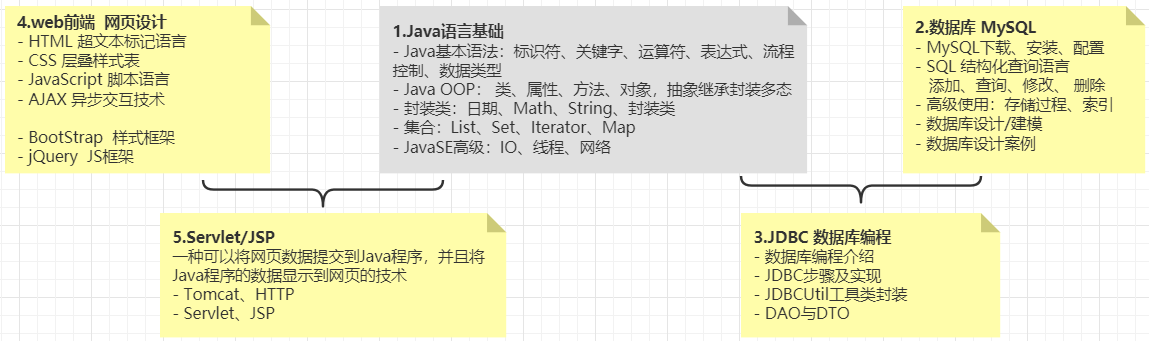 4.web前端  网页设计
- HTML 超文本标记语言
- CSS 层叠样式表
- JavaScript 脚本语言
- AJAX 异步交互技术
- BootStrap  样式框架
- jQuery  JS框架
1.Java语言基础
- Java基本语法：标识符、关键字、运算符、表达式、流程
控制、数据类型
- Java OOP： 类、属性、方法、对象，抽象继承封装多态
- 封装类：日期、Math、String、封装类
- 集合：List、Set、Iterator、Map
- JavaSE高级：IO、线程、网络
2.数据库 MySQL
- MySQL下载、安装、配置
- SQL 结构化查询语言
添加、查询、修改、 删除
- 高级使用：存储过程、索引
- 数据库设计/建模
- 数据库设计案例
5.Servlet/JSP
一种可以将网页数据提交到Java程序，并且将
Java程序的数据显示到网页的技术
- Tomcat、HTTP
- Servlet、JSP
3.JDBC 数据库编程
- 数据库编程介绍
- JDBC步骤及实现
- JDBCUtil工具类封装
- DAO与DTO